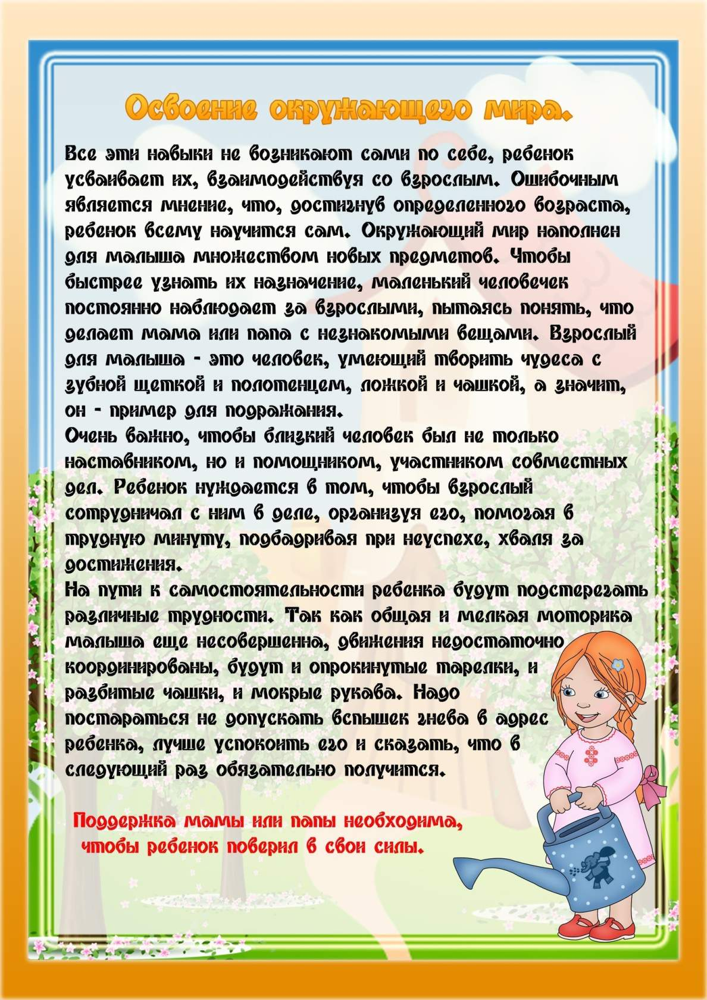 Освоение окружающего мира.
Все эти навыки не возникают сами по себе, ребенок
усваивает их, взаимодействуя со взрослым. Ошибочным
является мнение, что, достигнув определенного возраста,
ребенок всему научится сам. Окружающий мир наполнен
для малыша множеством новых предметов. Чтобы
быстрее узнать их назначение, маленький человечек
постоянно наблюдает за взрослыми, пытаясь понять, что
делает мама или папа с незнакомыми вещами. Взрослый
для малыша - это человек, умеющий творить чудеса с
зубной щеткой и полотенцем, ложкой и чашкой, а значит,
он - пример для подражания.
Очень важно, чтобы близкий человек был не только
наставником, но и помощником, участником совместных
дел. Ребенок нуждается в том, чтобы взрослый
сотрудничал с ним в деле, организуя его, помогая в
трудную минуту, подбадривая при неуспехе, хваля за
достижения.
На пути к самостоятельности ребенка будут подстерегать
различные трудности. Так как общая и мелкая моторика
малыша еще несовершенна, движения недостаточно
координированы, будут и опрокинутые тарелки, и
разбитые чашки, и мокрые рукава. Надо
постараться не допускать вспышек гнева в адрес
ребенка, лучше успокоить его и сказать, что в
следующий раз обязательно получится.
Поддержка мамы или папы необходима,
чтобы ребенок поверил в свои силы.